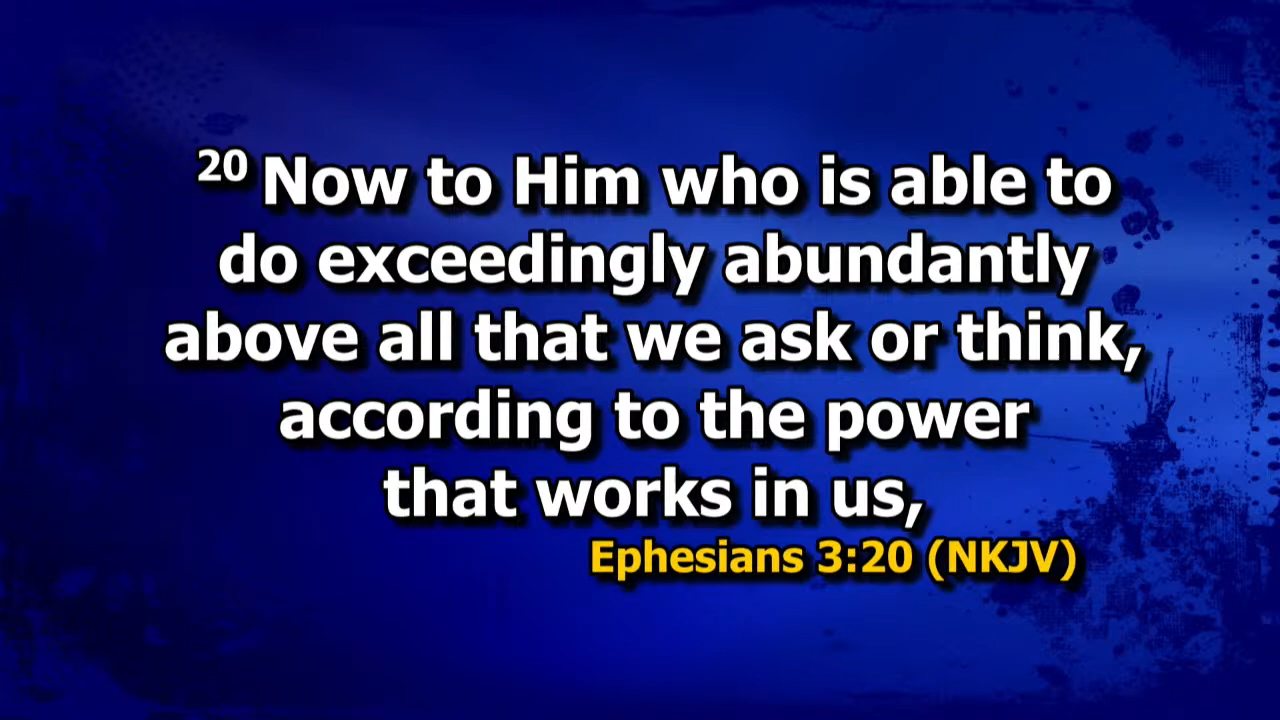 20 Now to Him who is able to
do exceedingly abundantly
above all that we ask or think,
according to the power
that works in us,
Ephesians 3:20 (NKJV)